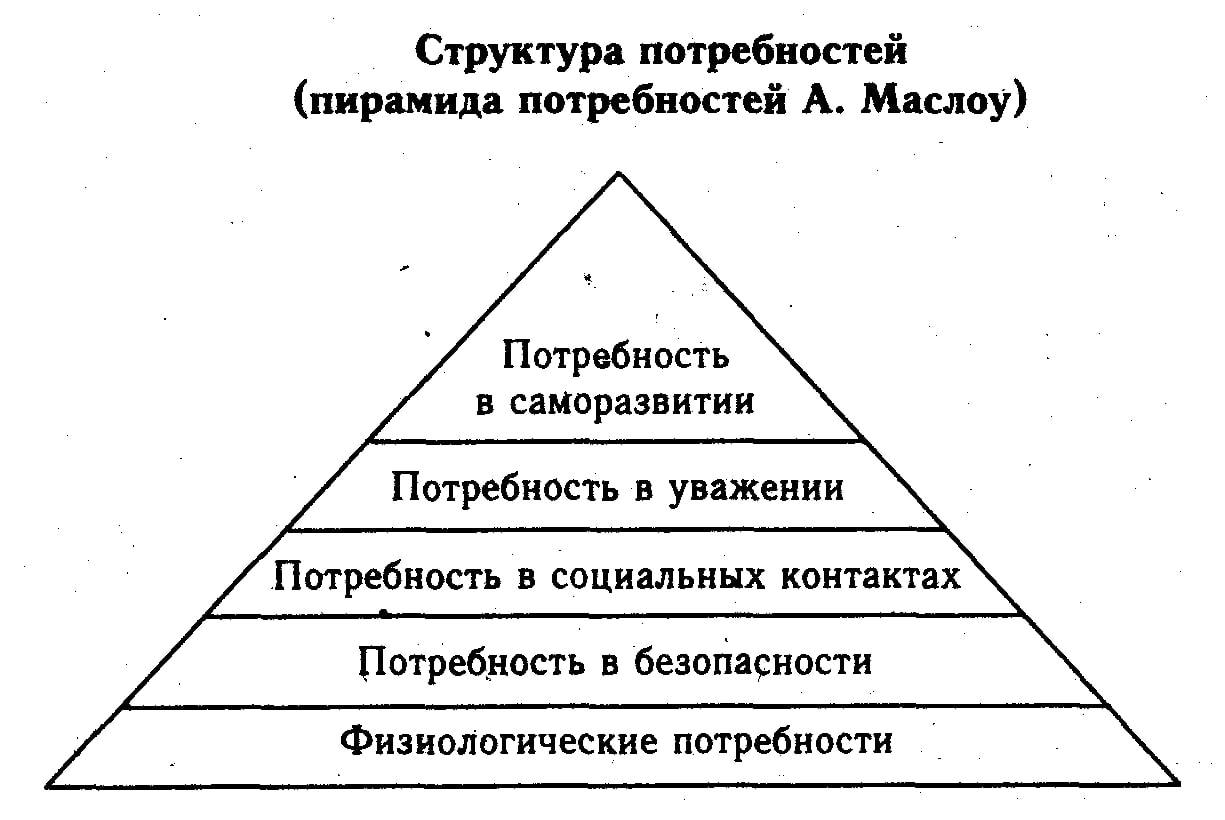 Структура потребностей
(пирамида потребностей А. Маслоу)
Потребность
в саморазвитии
Потребность в уважении
Потребность в социальных контактах
Потребность в безопасности
Физиологические потребности